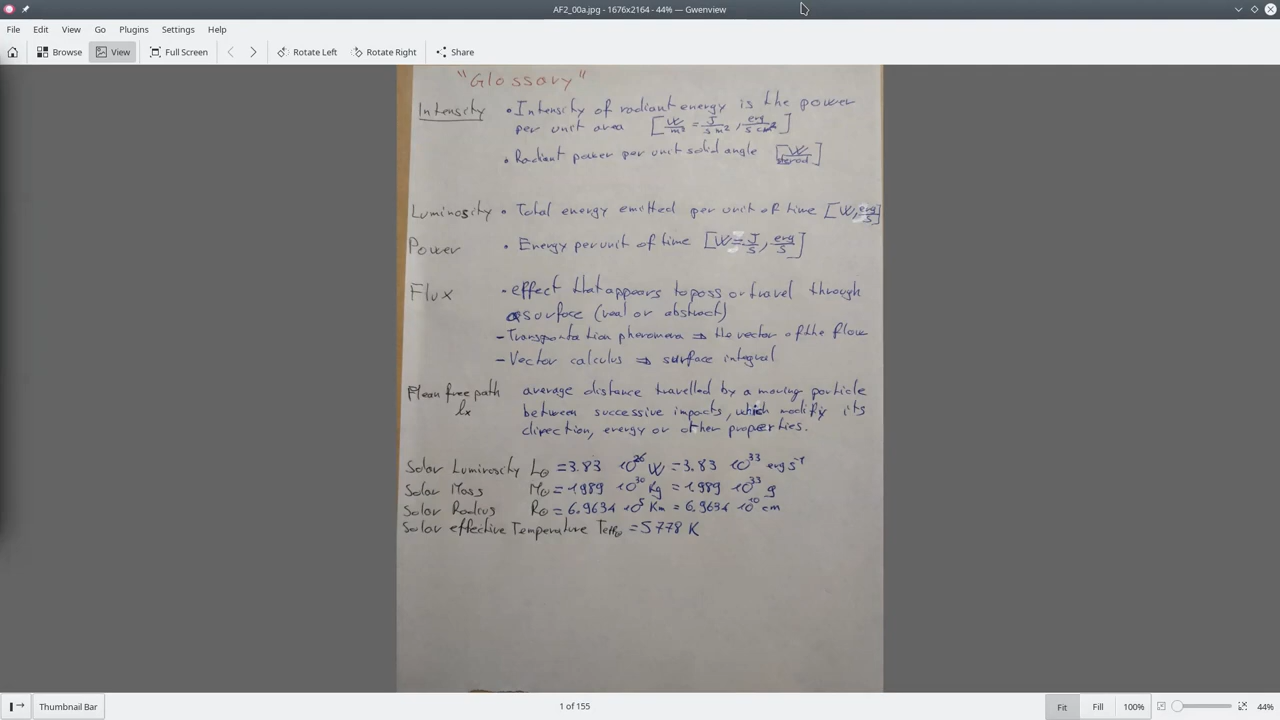 AF2_00a.jpg - 1676x2164 - 44% — Gwenview
File Edit View Go Plugins Settings Help
Browse View Full Screen Rotate Left Rotate Right Share
"Glossary"
Intensity • Intensity of radiant energy is the power
per unit area [W/m² = J/s m², erg/s cm²]
• Radiant power per unit solid angle [W/sterad]
Luminosity • Total energy emitted per unit of time [W, erg/s]
Power • Energy per unit of time [W = J/s, erg/s]
Flux • effect that appears to pass or travel through
a surface (real or abstract)
- Transportation phenomena ⇒ the vector of the flow
- Vector calculus ⇒ surface integral
Mean free path average distance travelled by a moving particle
lx between successive impacts, which modify its
direction, energy or other properties.
Solar Luminosity L⊙ = 3.83 10²⁶ W = 3.83 10³³ erg s⁻¹
Solar Mass M⊙ = 1989 10³⁰ Kg = 1.989 10³³ g
Solar Radius R⊙ = 6.9634 10⁵ Km = 6.9634 10¹⁰ cm
Solar effective Temperature Teff⊙ = 5778 K
Thumbnail Bar 1 of 155 Fit Fill 100% 44%